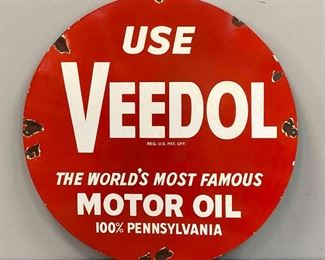 USE
VEEDOL
REG. U.S. PAT. OFF.
THE WORLD'S MOST FAMOUS
MOTOR OIL
100% PENNSYLVANIA